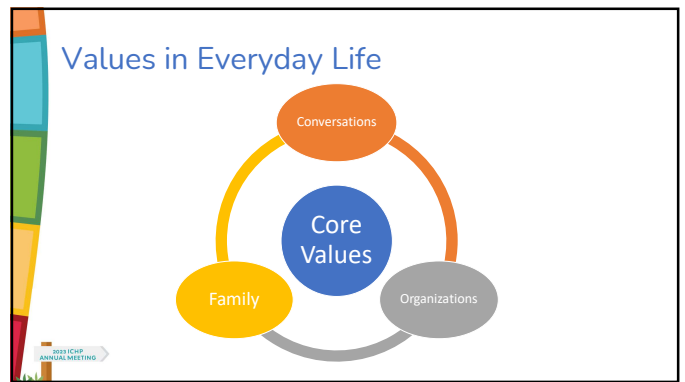 Values in Everyday Life
Conversations
Core
Values
Family
Organizations
2023 ICHP
ANNUAL MEETING